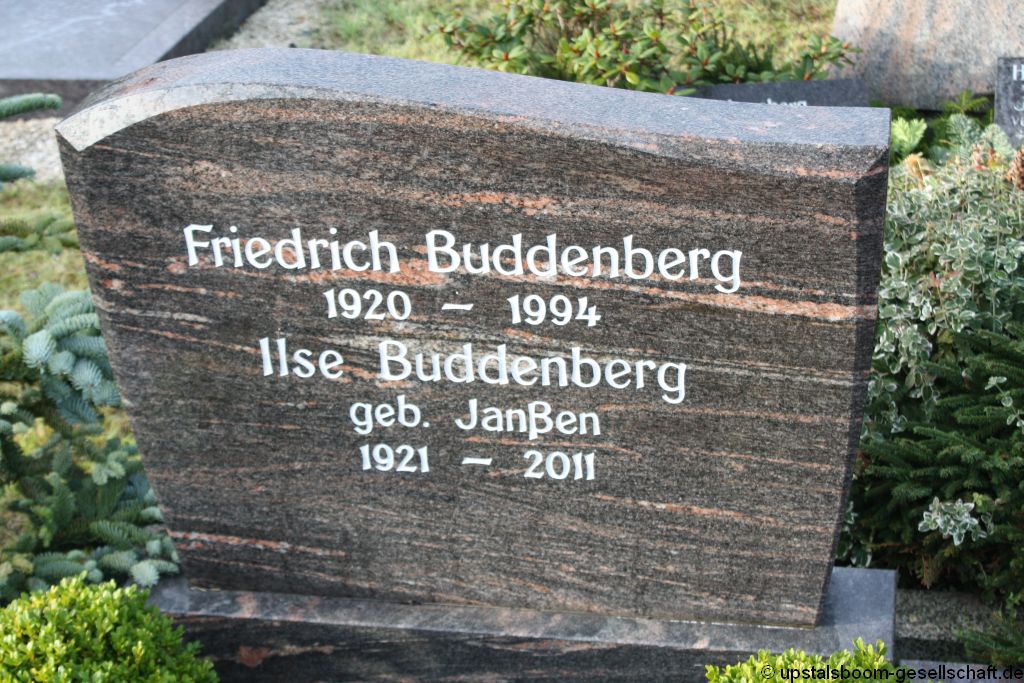 Friedrich Buddenberg
1920 – 1994
Ilse Buddenberg
geb. Janßen
1921 – 2011
© upstalsboom-gesellschaft.de